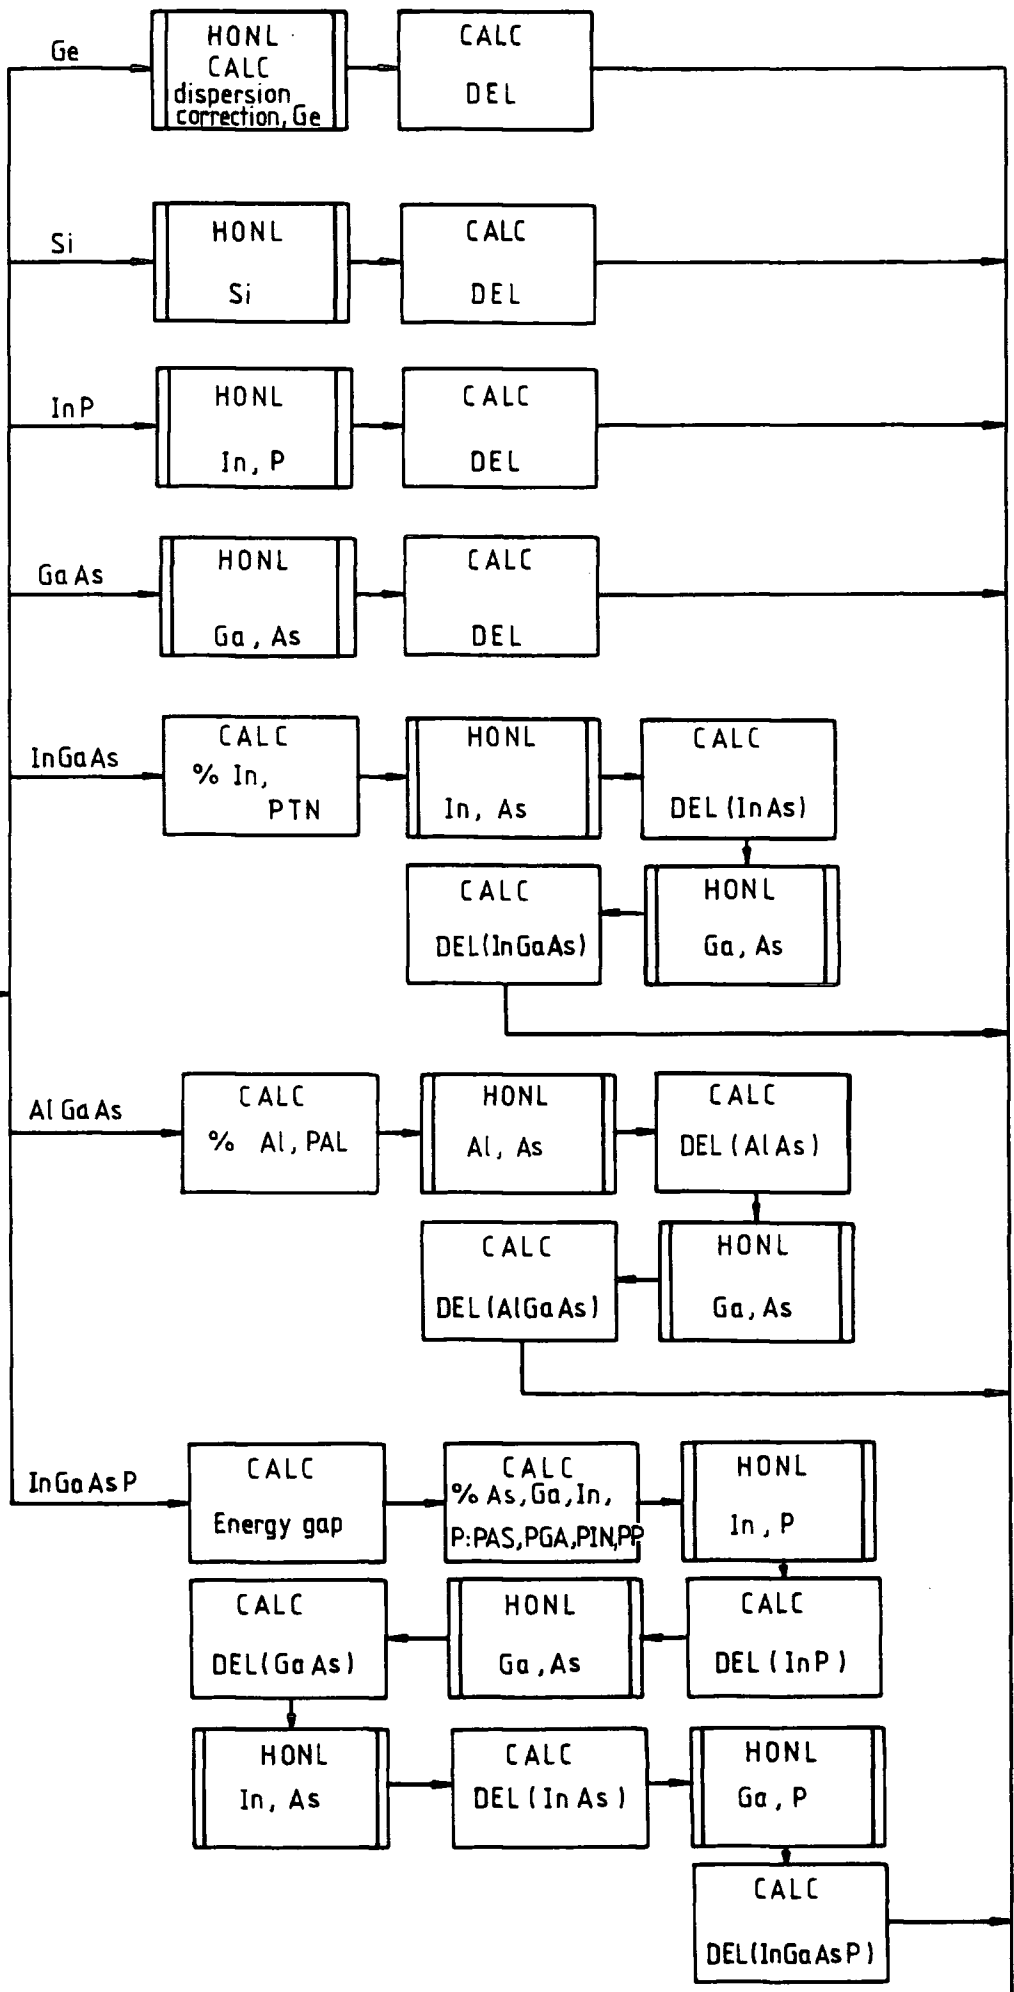 Ge
HONL
CALC
dispersion
correction, Ge
CALC
DEL
Si
HONL
Si
CALC
DEL
InP
HONL
In, P
CALC
DEL
GaAs
HONL
Ga, As
CALC
DEL
InGaAs
CALC
% In,
PTN
HONL
In, As
CALC
DEL (InAs)
CALC
DEL(InGaAs)
HONL
Ga, As
AlGaAs
CALC
% Al, PAL
HONL
Al, As
CALC
DEL(AlAs)
CALC
DEL(AlGaAs)
HONL
Ga, As
InGaAsP
CALC
Energy gap
CALC
% As, Ga, In,
P:PAS,PGA,PIN,PP
HONL
In, P
CALC
DEL(GaAs)
HONL
Ga, As
CALC
DEL (InP)
HONL
In, As
CALC
DEL (InAs)
HONL
Ga, P
CALC
DEL(InGaAsP)